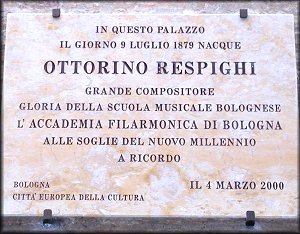 IN QUESTO PALAZZO
IL GIORNO 9 LUGLIO 1879 NACQUE
OTTORINO RESPIGHI
GRANDE COMPOSITORE
GLORIA DELLA SCUOLA MUSICALE BOLOGNESE
L'ACCADEMIA FILARMONICA DI BOLOGNA
ALLE SOGLIE DEL NUOVO MILLENNIO
A RICORDO
BOLOGNA
CITTA' EUROPEA DELLA CULTURA
IL 4 MARZO 2000